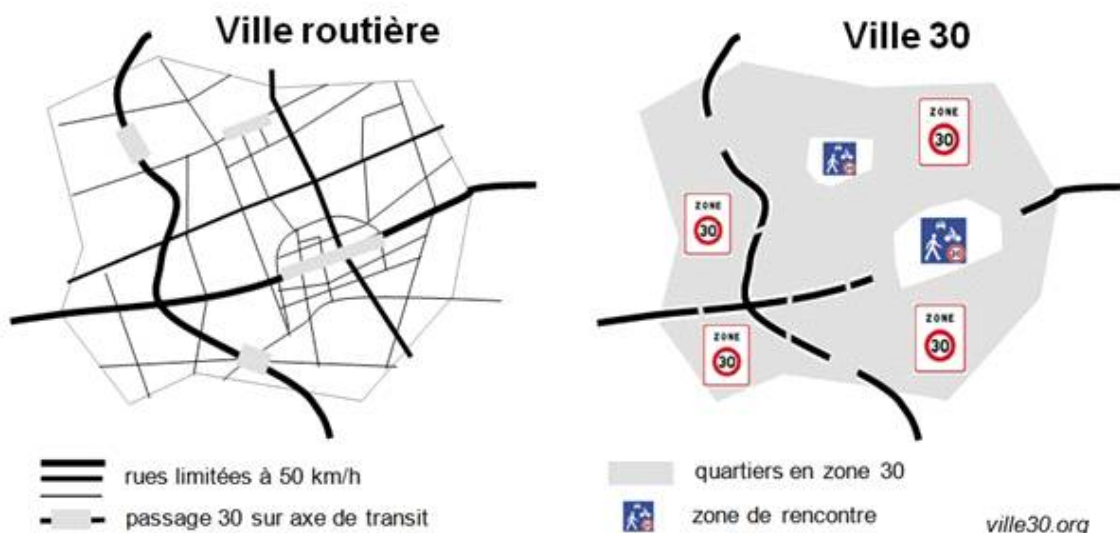 Ville routière
Ville 30
ZONE
30
ZONE
30
ZONE
30
ZONE
30
rues limitées à 50 km/h
passage 30 sur axe de transit
quartiers en zone 30
zone de rencontre
ville30.org